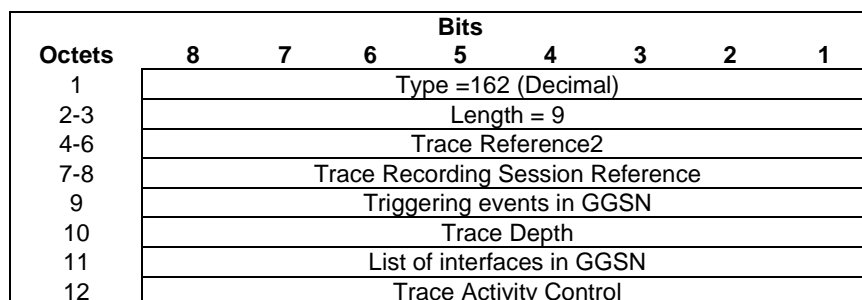 Bits
Octets 8 7 6 5 4 3 2 1
1 Type =162 (Decimal)
2-3 Length = 9
4-6 Trace Reference2
7-8 Trace Recording Session Reference
9 Triggering events in GGSN
10 Trace Depth
11 List of interfaces in GGSN
12 Trace Activity Control